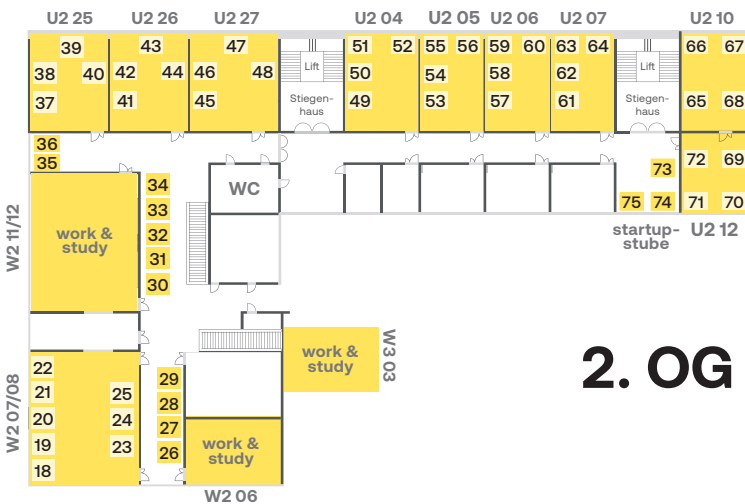 U2 25 U2 26 U2 27 U2 04 U2 05 U2 06 U2 07 U2 10
39 43 47 51 52 55 56 59 60 63 64 66 67
38 40 42 44 46 48 Lift 50 54 58 62 Lift
37 41 45 Stiegen-
haus 49 53 57 61 Stiegen-
haus 65 68
36
35
34
33
32
31
30
WC
72 69
73
75 74 71 70
startup-
stube
U2 12
W2 11/12
work &
study
W3 03
work &
study
2. OG
W2 07/08
22
21
20
19
18
25
24
23
29
28
27
26
work &
study
W2 06